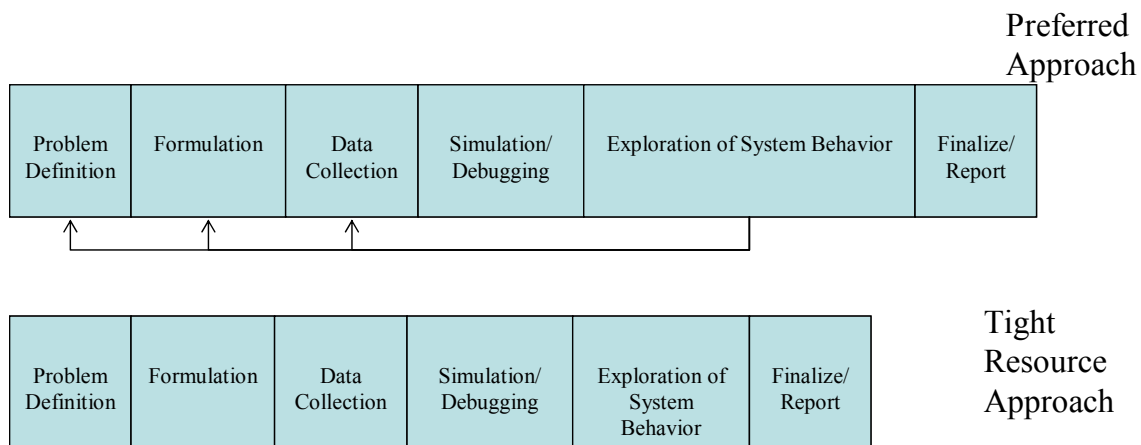 Preferred
Approach
Problem
Definition
Formulation
Data
Collection
Simulation/
Debugging
Exploration of System Behavior
Finalize/
Report
Tight
Resource
Approach
Problem
Definition
Formulation
Data
Collection
Simulation/
Debugging
Exploration of
System
Behavior
Finalize/
Report